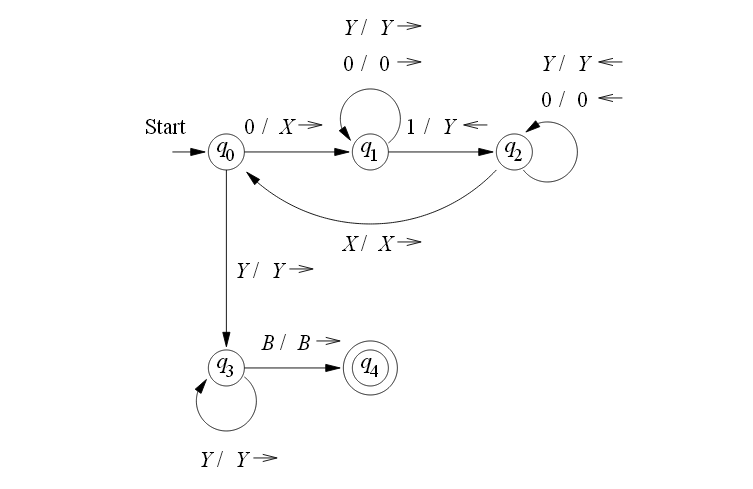 Y / Y →
0 / 0 →
Y / Y ←
0 / 0 ←
Start
0 / X →
1 / Y ←
q0
q1
q2
X / X →
Y / Y →
B / B →
q3
q4
Y / Y →